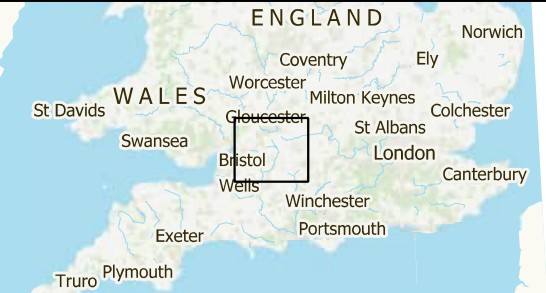 ENGLAND
Norwich
Coventry
Ely
Worcester
WALES
Milton Keynes
St Davids
Colchester
Gloucester
St Albans
Swansea
London
Bristol
Canterbury
Wells
Winchester
Portsmouth
Exeter
Plymouth
Truro